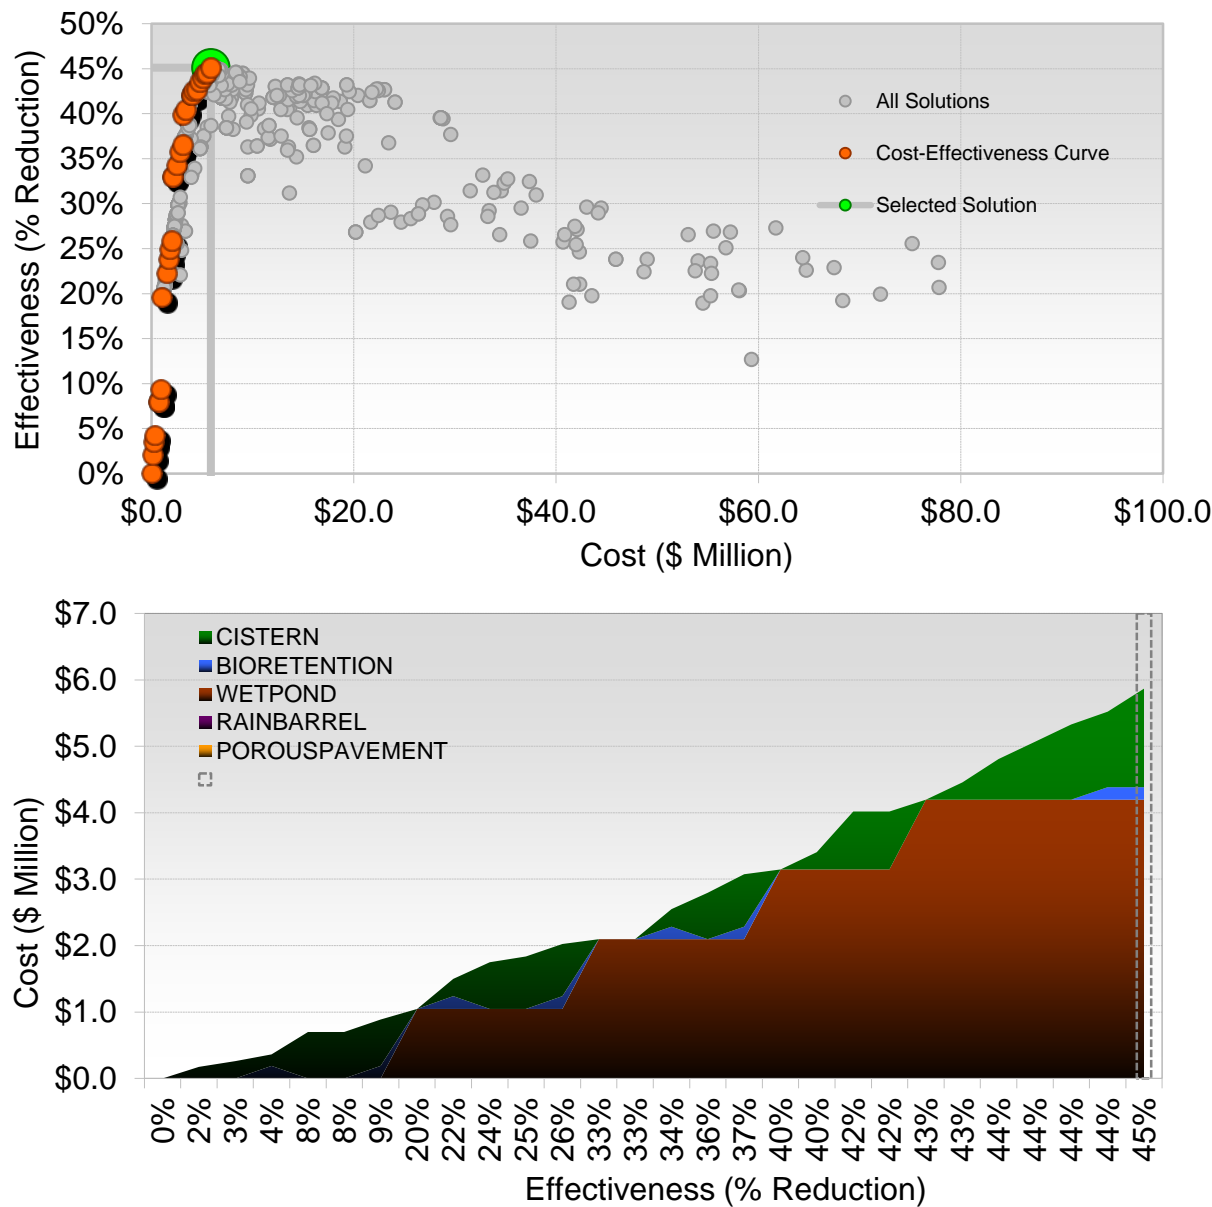 50%
45%
40%
35%
30%
25%
20%
15%
10%
5%
0%
Effectiveness (% Reduction)
All Solutions
Cost-Effectiveness Curve
Selected Solution
$0.0 $20.0 $40.0 $60.0 $80.0 $100.0
Cost ($ Million)
$7.0
$6.0
$5.0
$4.0
$3.0
$2.0
$1.0
$0.0
Cost ($ Million)
CISTERN
BIORETENTION
WETPOND
RAINBARREL
POROUSPAVEMENT
0% 2% 3% 4% 8% 8% 9% 20% 22% 24% 25% 26% 33% 33% 34% 36% 37% 40% 40% 42% 42% 43% 43% 44% 44% 44% 44% 45%
Effectiveness (% Reduction)